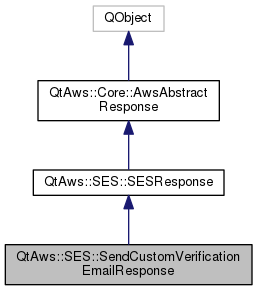 QObject
QtAws::Core::AwsAbstract
Response
QtAws::SES::SESResponse
QtAws::SES::SendCustomVerification
EmailResponse